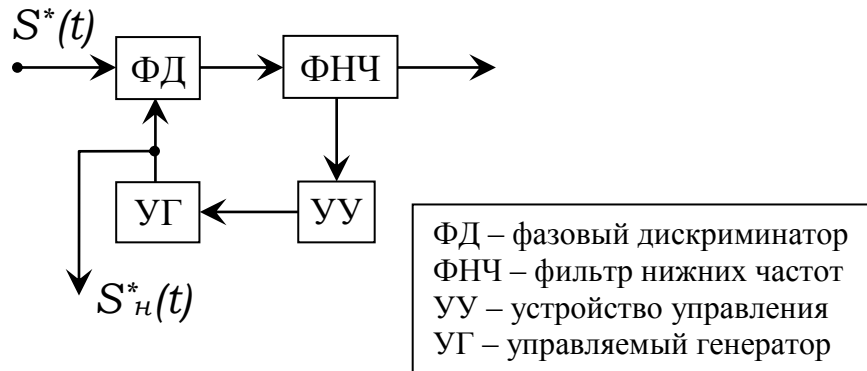 S*(t)
ФД
ФНЧ
УГ
УУ
S*н(t)
ФД – фазовый дискриминатор
ФНЧ – фильтр нижних частот
УУ – устройство управления
УГ – управляемый генератор